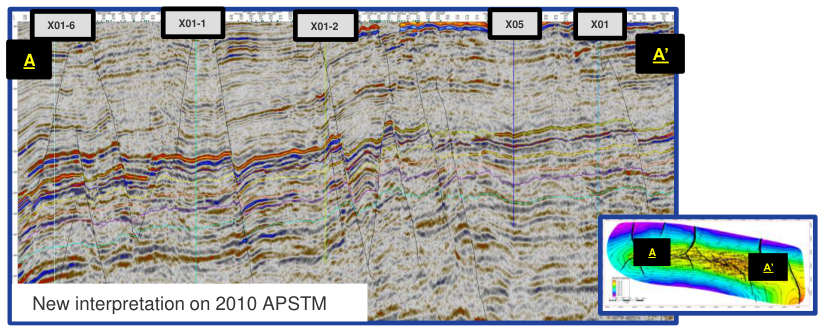 X01-6
X01-1
X01-2
X05
X01
A
A’
A
A’
New interpretation on 2010 APSTM